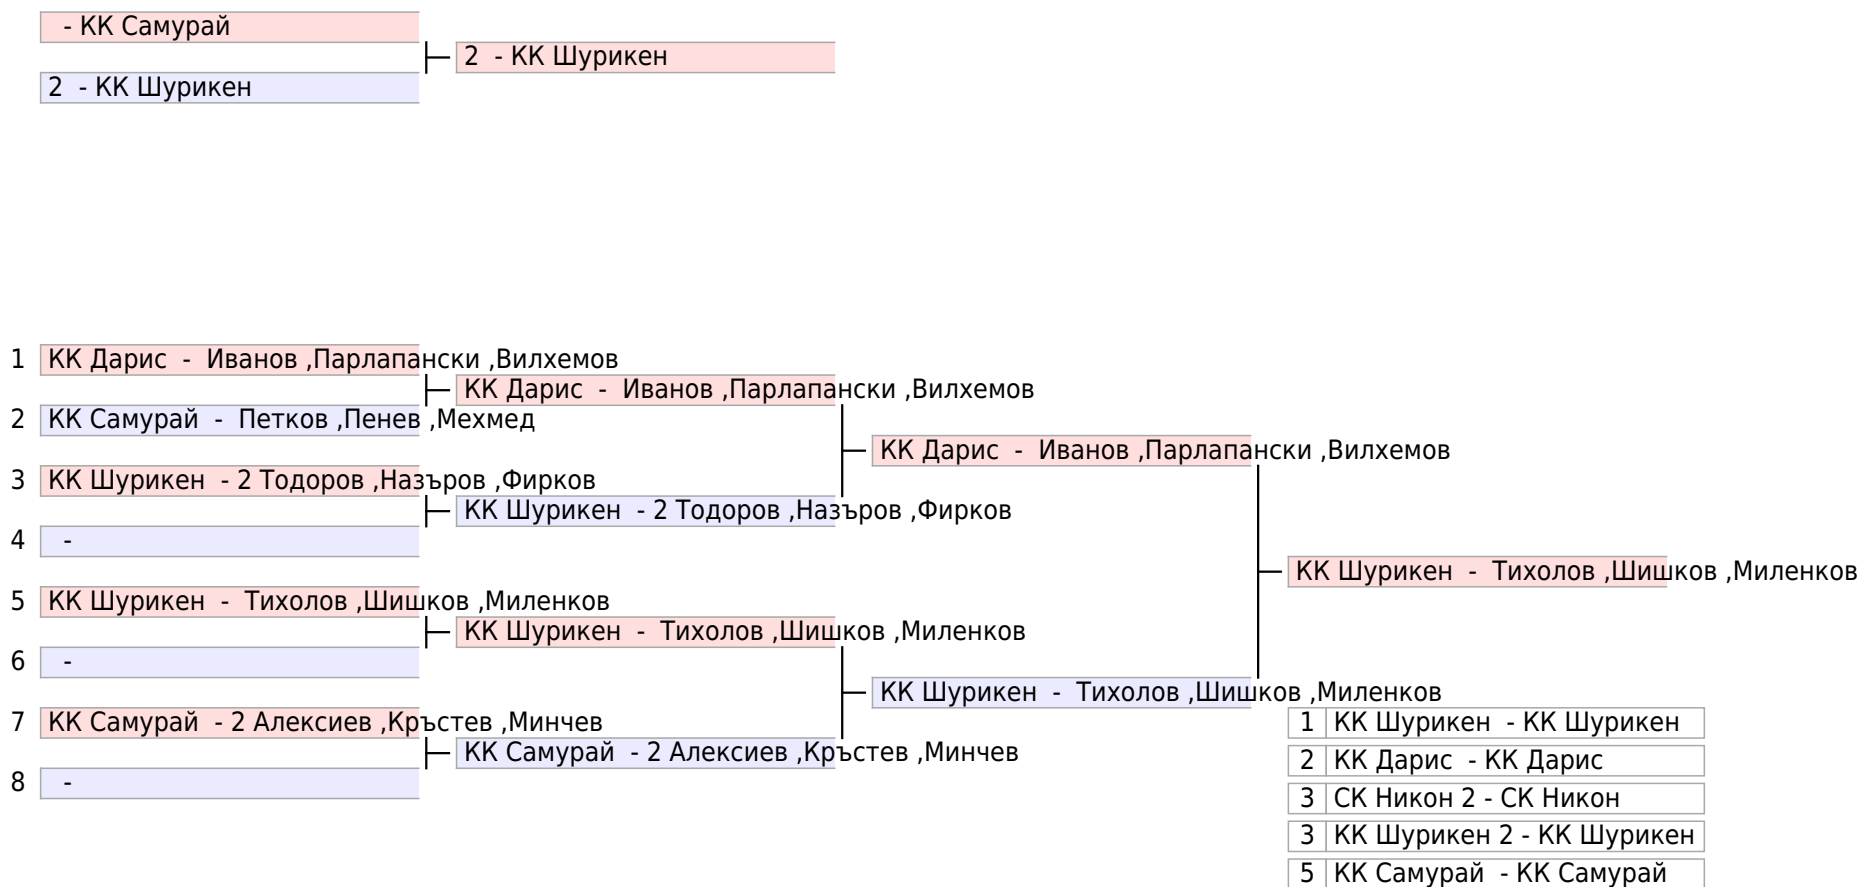 - КК Самурай
2 - КК Шурикен
2 - КК Шурикен
1 КК Дарис - Иванов ,Парлапански ,Вилхемов
КК Дарис - Иванов ,Парлапански ,Вилхемов
2 КК Самурай - Петков ,Пенев ,Мехмед
КК Дарис - Иванов ,Парлапански ,Вилхемов
3 КК Шурикен - 2 Тодоров ,Назъров ,Фирков
КК Шурикен - 2 Тодоров ,Назъров ,Фирков
4 -
КК Шурикен - Тихолов ,Шишков ,Миленков
5 КК Шурикен - Тихолов ,Шишков ,Миленков
КК Шурикен - Тихолов ,Шишков ,Миленков
6 -
КК Шурикен - Тихолов ,Шишков ,Миленков
7 КК Самурай - 2 Алексиев ,Кръстев ,Минчев
КК Самурай - 2 Алексиев ,Кръстев ,Минчев
8 -
1 КК Шурикен - КК Шурикен
2 КК Дарис - КК Дарис
3 СК Никон 2 - СК Никон
3 КК Шурикен 2 - КК Шурикен
5 КК Самурай - КК Самурай